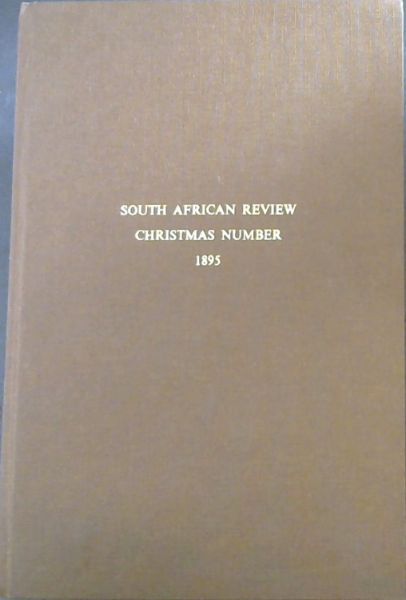 SOUTH AFRICAN REVIEW
CHRISTMAS NUMBER
1895